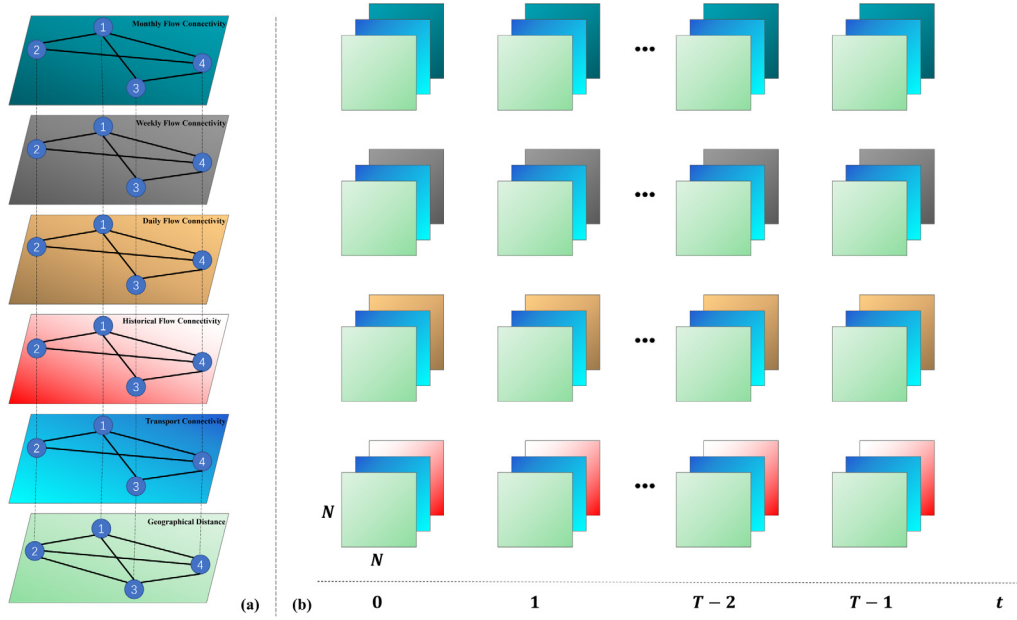 Monthly Flow Connectivity
1
2
4
3
Weekly Flow Connectivity
1
2
4
3
Daily Flow Connectivity
1
2
4
3
Historical Flow Connectivity
1
2
4
3
Transport Connectivity
1
2
4
3
Geographical Distance
1
2
4
3
(a)
•••
•••
•••
•••
N
N
(b)
0 1 T − 2 T − 1 t